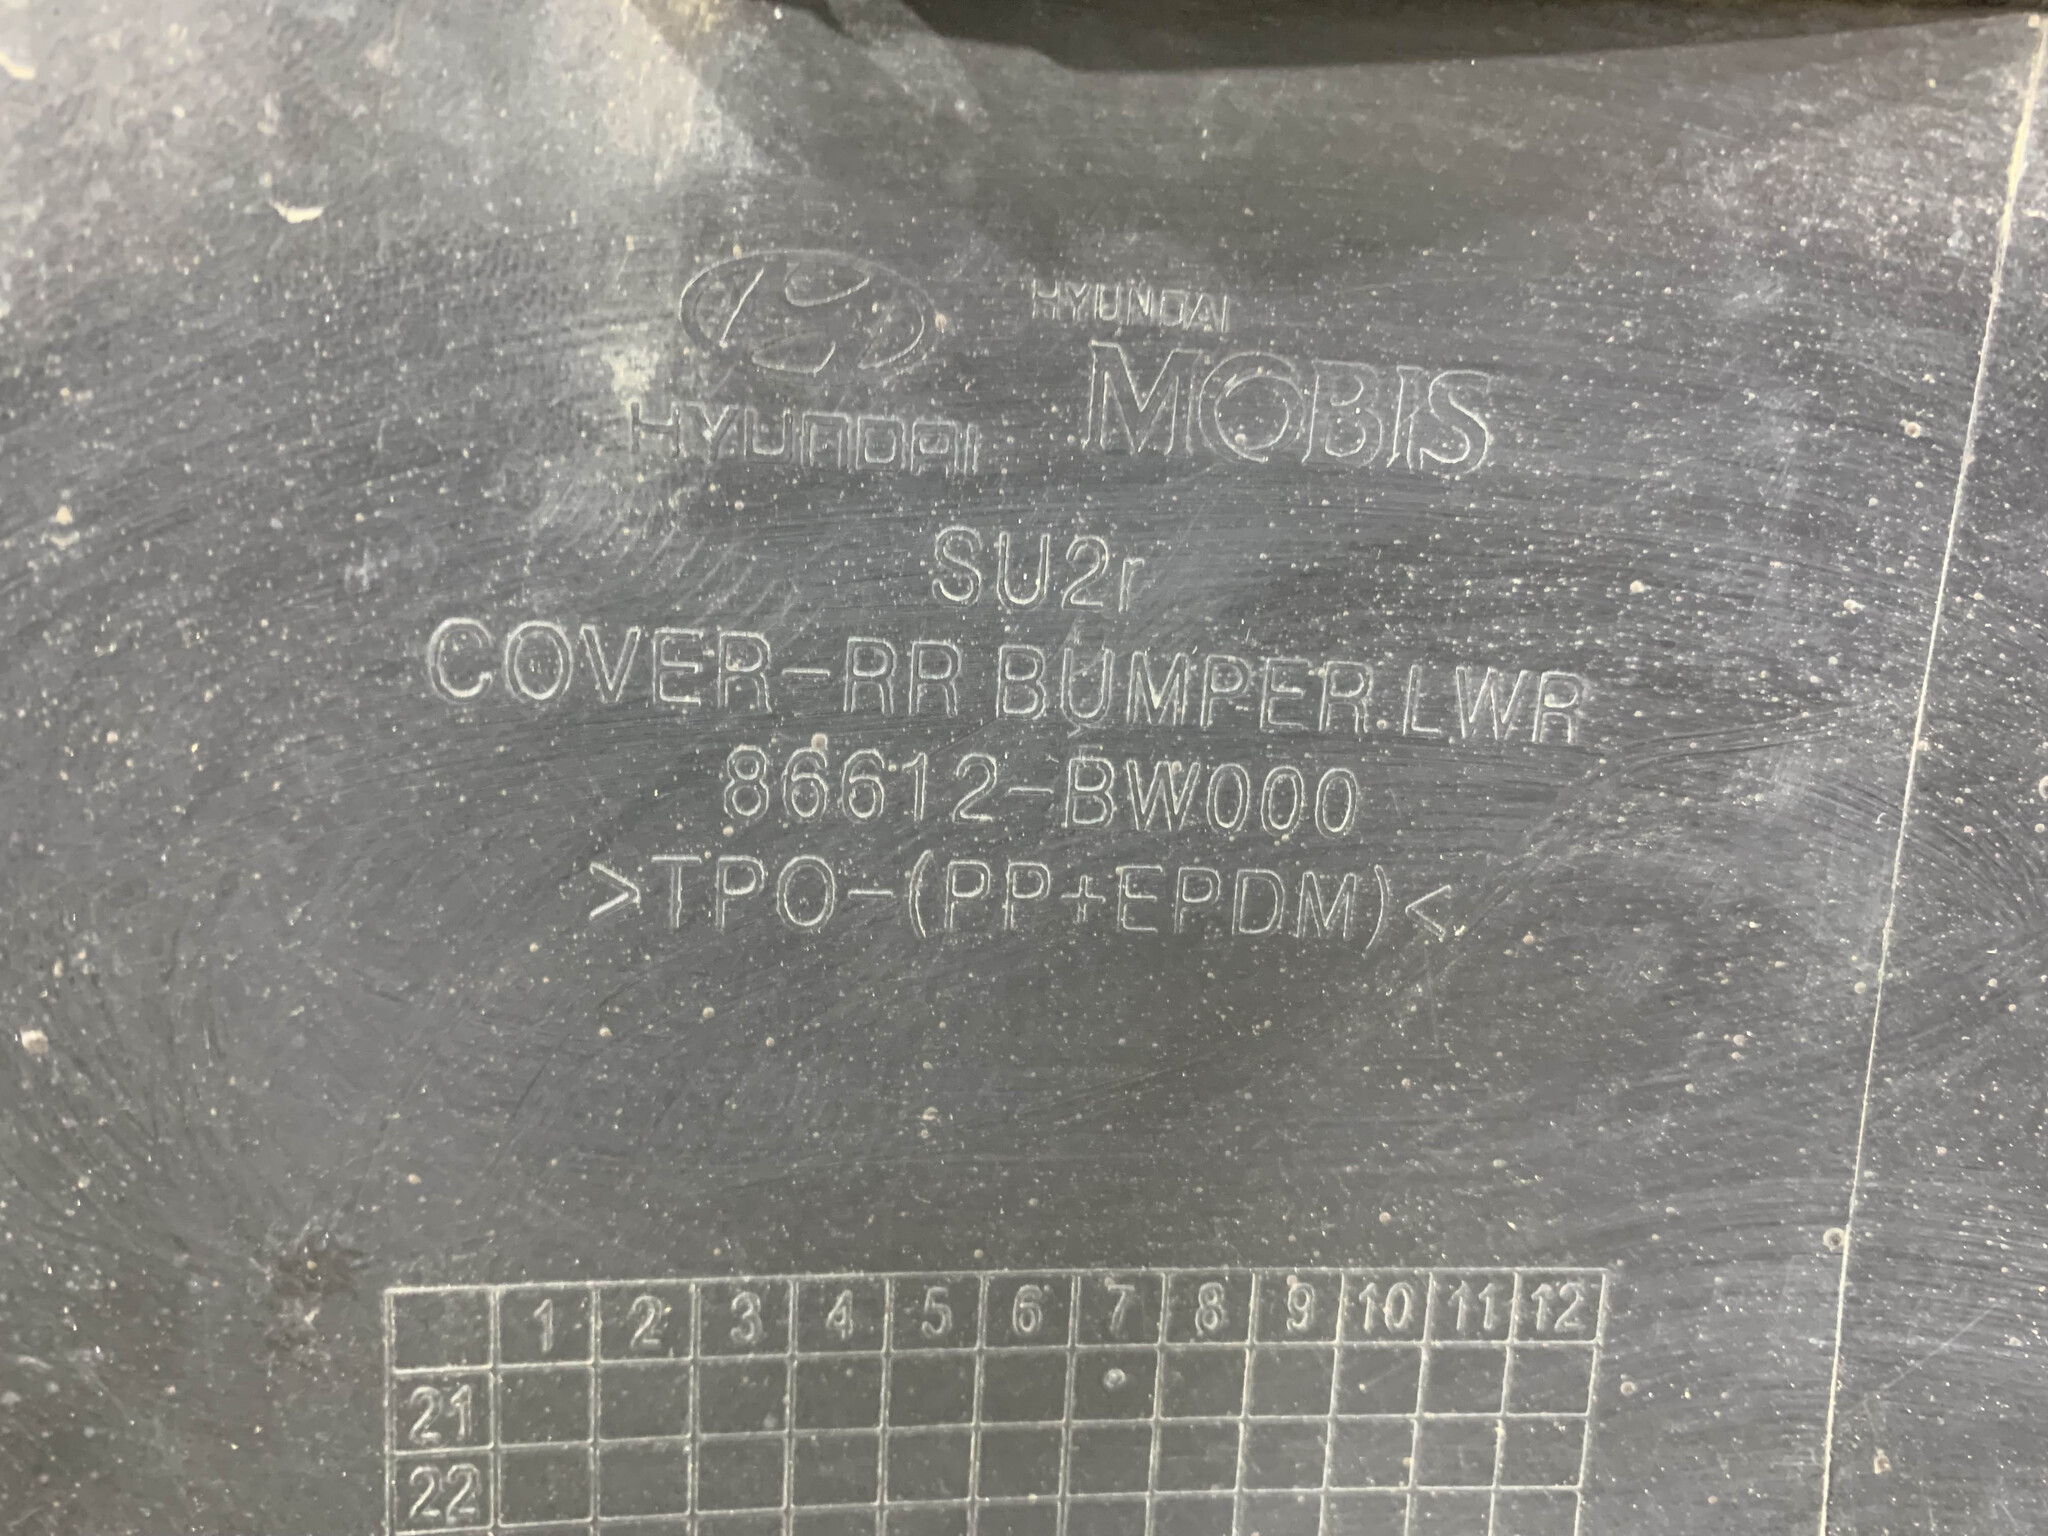 HYUNDAI
HYUNDAI
MOBIS
SU2r
COVER-RR BUMPER.LWR
86612-BW000
>TPO-(PP+EPDM)<
1 2 3 4 5 6 7 8 9 10 11 12
21
22